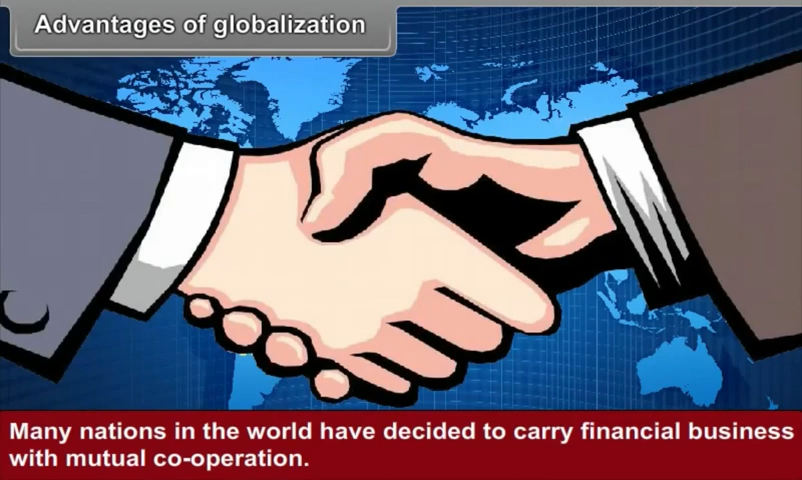 Advantages of globalization
Many nations in the world have decided to carry financial business
with mutual co-operation.